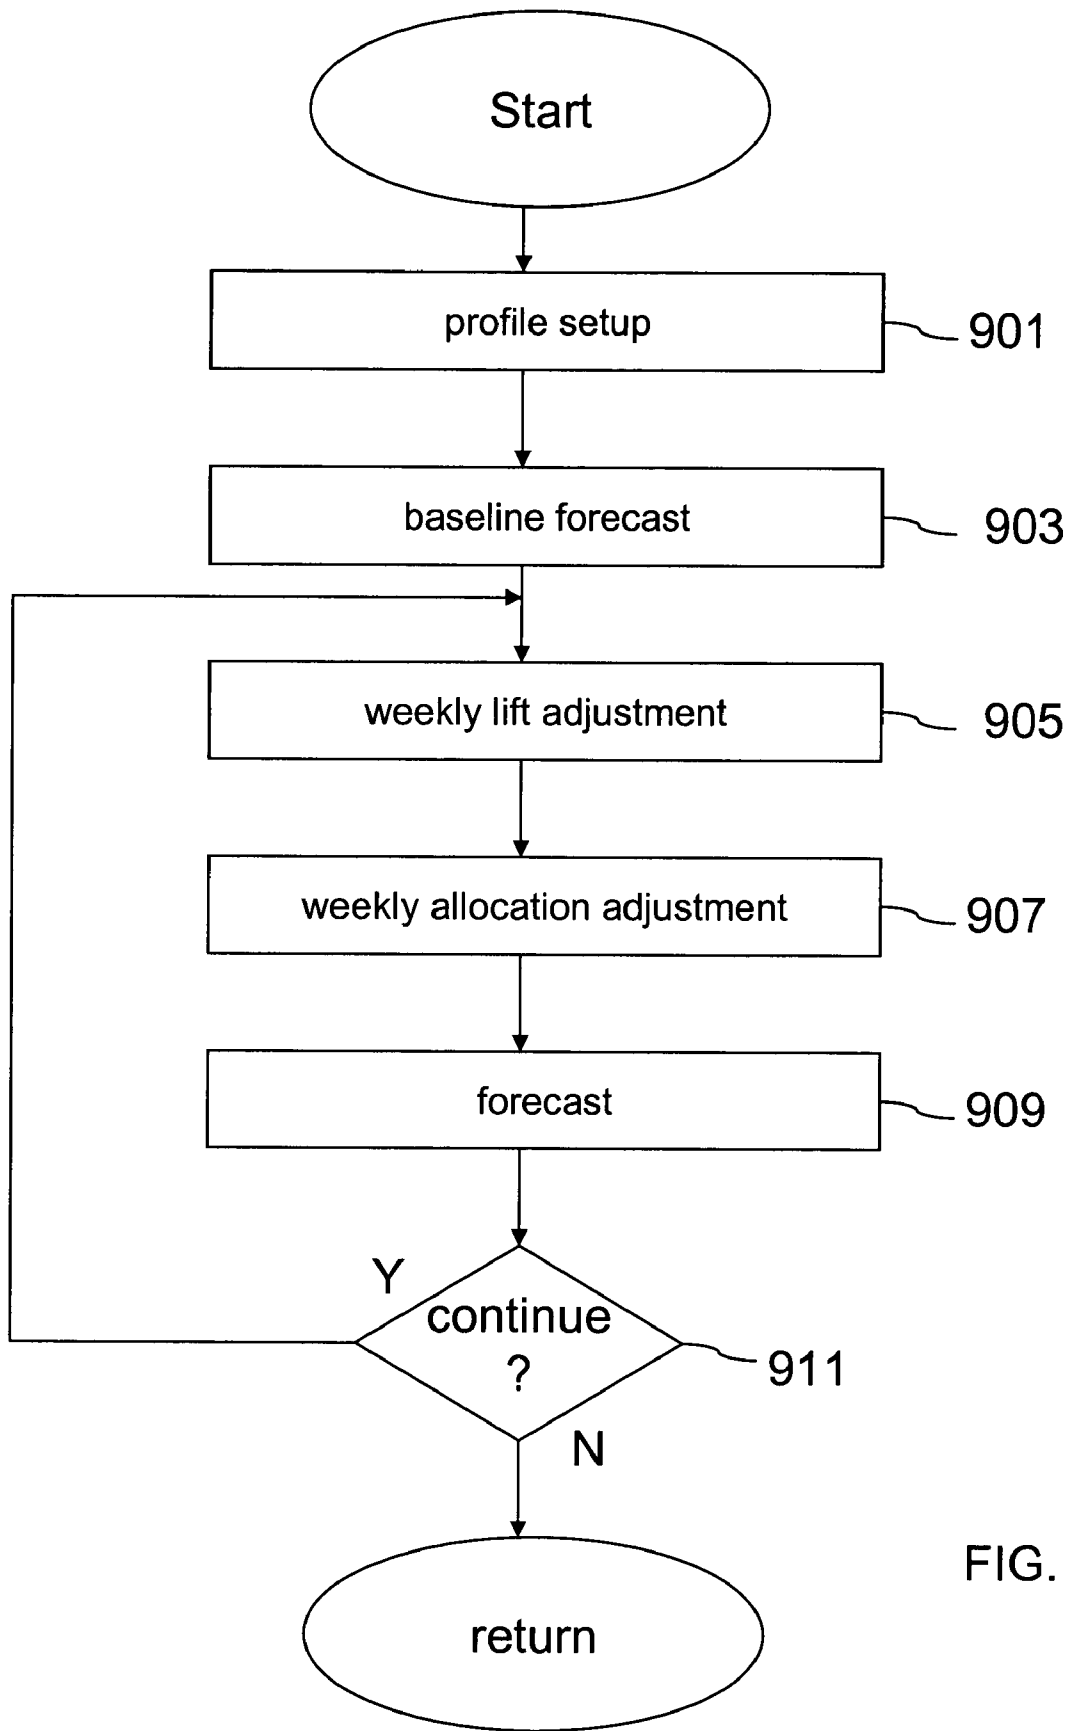 Start
profile setup
901
baseline forecast
903
weekly lift adjustment
905
weekly allocation adjustment
907
forecast
909
Y
continue
?
911
N
FIG.
return